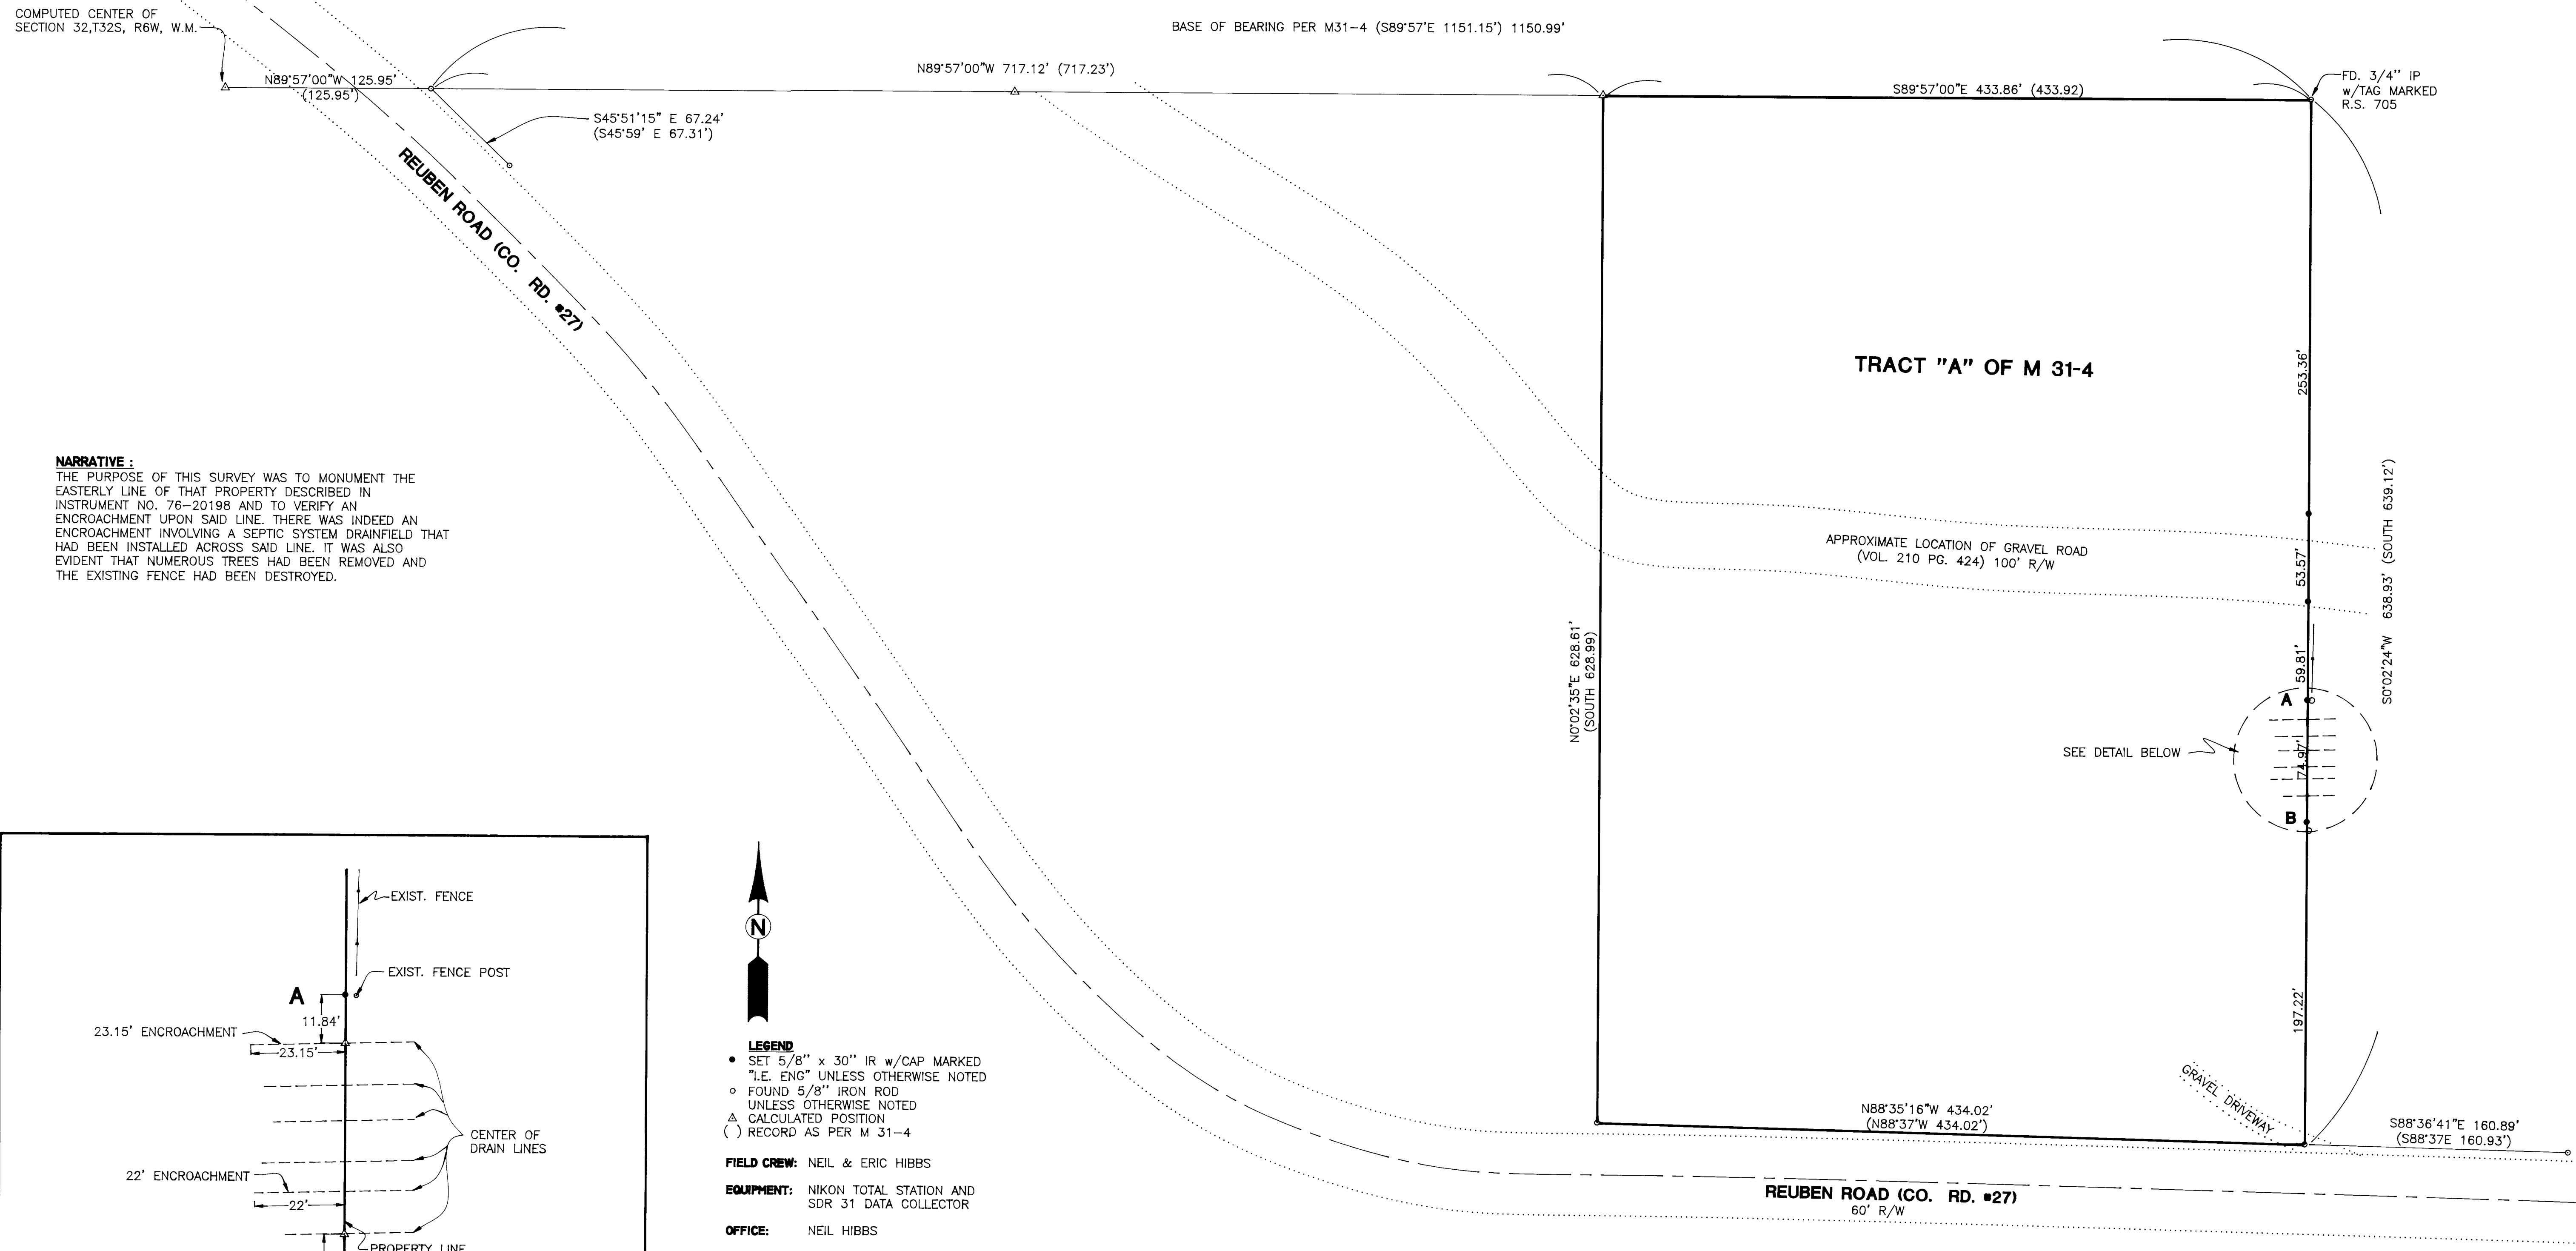 COMPUTED CENTER OF
SECTION 32,T32S, R6W, W.M.
BASE OF BEARING PER M31-4 (S89°57'E 1151.15') 1150.99'
N89°57'00"W 125.95'
(125.95')
N89°57'00"W 717.12' (717.23')
S89°57'00"E 433.86' (433.92)
FD. 3/4" IP
w/TAG MARKED
R.S. 705
S45°51'15" E 67.24'
(S45°59' E 67.31')
REUBEN ROAD (CO. RD. #27)
TRACT "A" OF M 31-4
253.36'
NARRATIVE :
THE PURPOSE OF THIS SURVEY WAS TO MONUMENT THE
EASTERLY LINE OF THAT PROPERTY DESCRIBED IN
INSTRUMENT NO. 76-20198 AND TO VERIFY AN
ENCROACHMENT UPON SAID LINE. THERE WAS INDEED AN
ENCROACHMENT INVOLVING A SEPTIC SYSTEM DRAINFIELD THAT
HAD BEEN INSTALLED ACROSS SAID LINE. IT WAS ALSO
EVIDENT THAT NUMEROUS TREES HAD BEEN REMOVED AND
THE EXISTING FENCE HAD BEEN DESTROYED.
APPROXIMATE LOCATION OF GRAVEL ROAD
(VOL. 210 PG. 424) 100' R/W
53.57'
S0°02'24"W 638.93' (SOUTH 639.12')
N0°02'35"E 628.61'
(SOUTH 628.99)
59.81'
A
SEE DETAIL BELOW
74.97'
B
197.22'
GRAVEL DRIVEWAY
N88°35'16"W 434.02'
(N88°37'W 434.02')
S88°36'41"E 160.89'
(S88°37E 160.93')
REUBEN ROAD (CO. RD. #27)
60' R/W
EXIST. FENCE
EXIST. FENCE POST
A
11.84'
23.15' ENCROACHMENT
23.15'
CENTER OF
DRAIN LINES
22' ENCROACHMENT
22'
PROPERTY LINE
N
LEGEND
● SET 5/8" x 30" IR w/CAP MARKED
"I.E. ENG" UNLESS OTHERWISE NOTED
○ FOUND 5/8" IRON ROD
UNLESS OTHERWISE NOTED
△ CALCULATED POSITION
( ) RECORD AS PER M 31-4
FIELD CREW: NEIL & ERIC HIBBS
EQUIPMENT: NIKON TOTAL STATION AND
SDR 31 DATA COLLECTOR
OFFICE: NEIL HIBBS